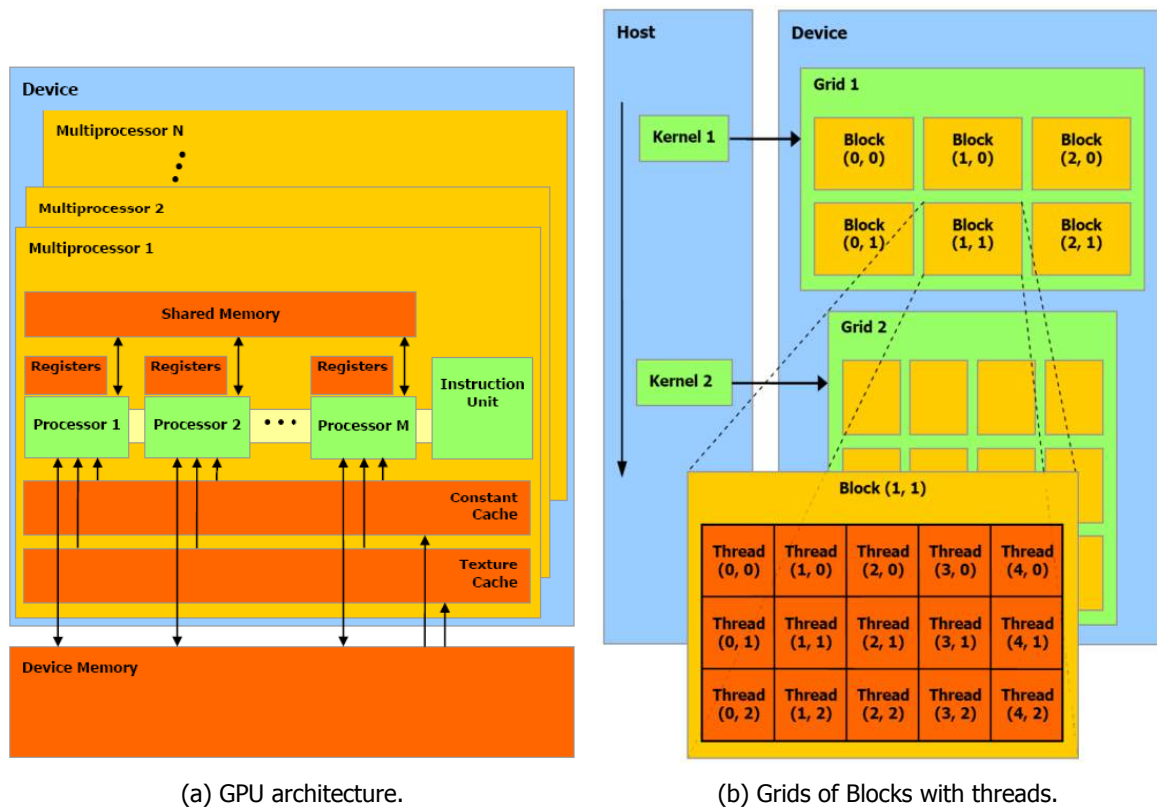 Device
Multiprocessor N
Multiprocessor 2
Multiprocessor 1
Shared Memory
Registers
Registers
Registers
Instruction
Unit
Processor 1
Processor 2
• • •
Processor M
Constant
Cache
Texture
Cache
Device Memory
(a) GPU architecture.
Host
Device
Grid 1
Kernel 1
Block
(0, 0)
Block
(1, 0)
Block
(2, 0)
Block
(0, 1)
Block
(1, 1)
Block
(2, 1)
Grid 2
Kernel 2
Block (1, 1)
Thread
(0, 0)
Thread
(1, 0)
Thread
(2, 0)
Thread
(3, 0)
Thread
(4, 0)
Thread
(0, 1)
Thread
(1, 1)
Thread
(2, 1)
Thread
(3, 1)
Thread
(4, 1)
Thread
(0, 2)
Thread
(1, 2)
Thread
(2, 2)
Thread
(3, 2)
Thread
(4, 2)
(b) Grids of Blocks with threads.